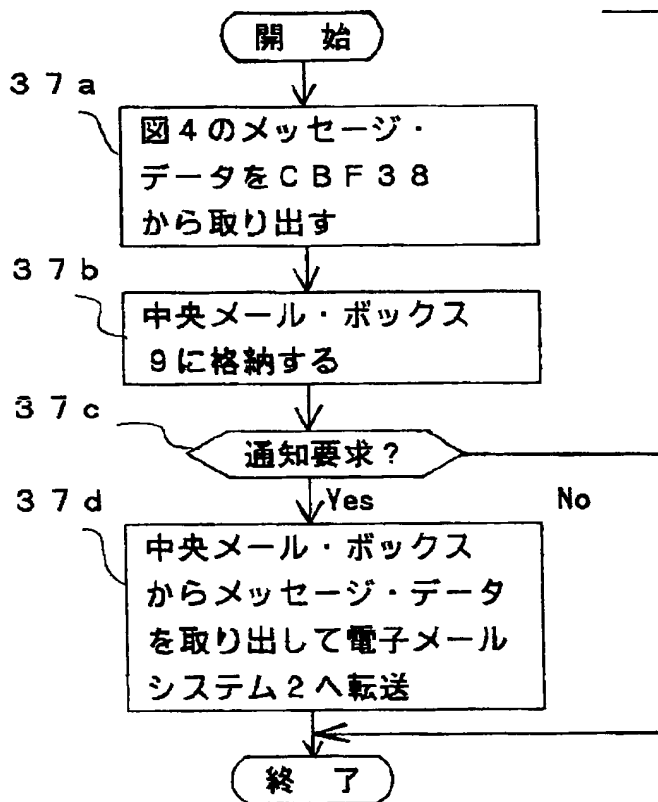 開 始
37a
図4のメッセージ・
データをCBF38
から取り出す
37b
中央メール・ボックス
9に格納する
37c
通知要求?
37d
Yes
No
中央メール・ボックス
からメッセージ・データ
を取り出して電子メール
システム2へ転送
終 了